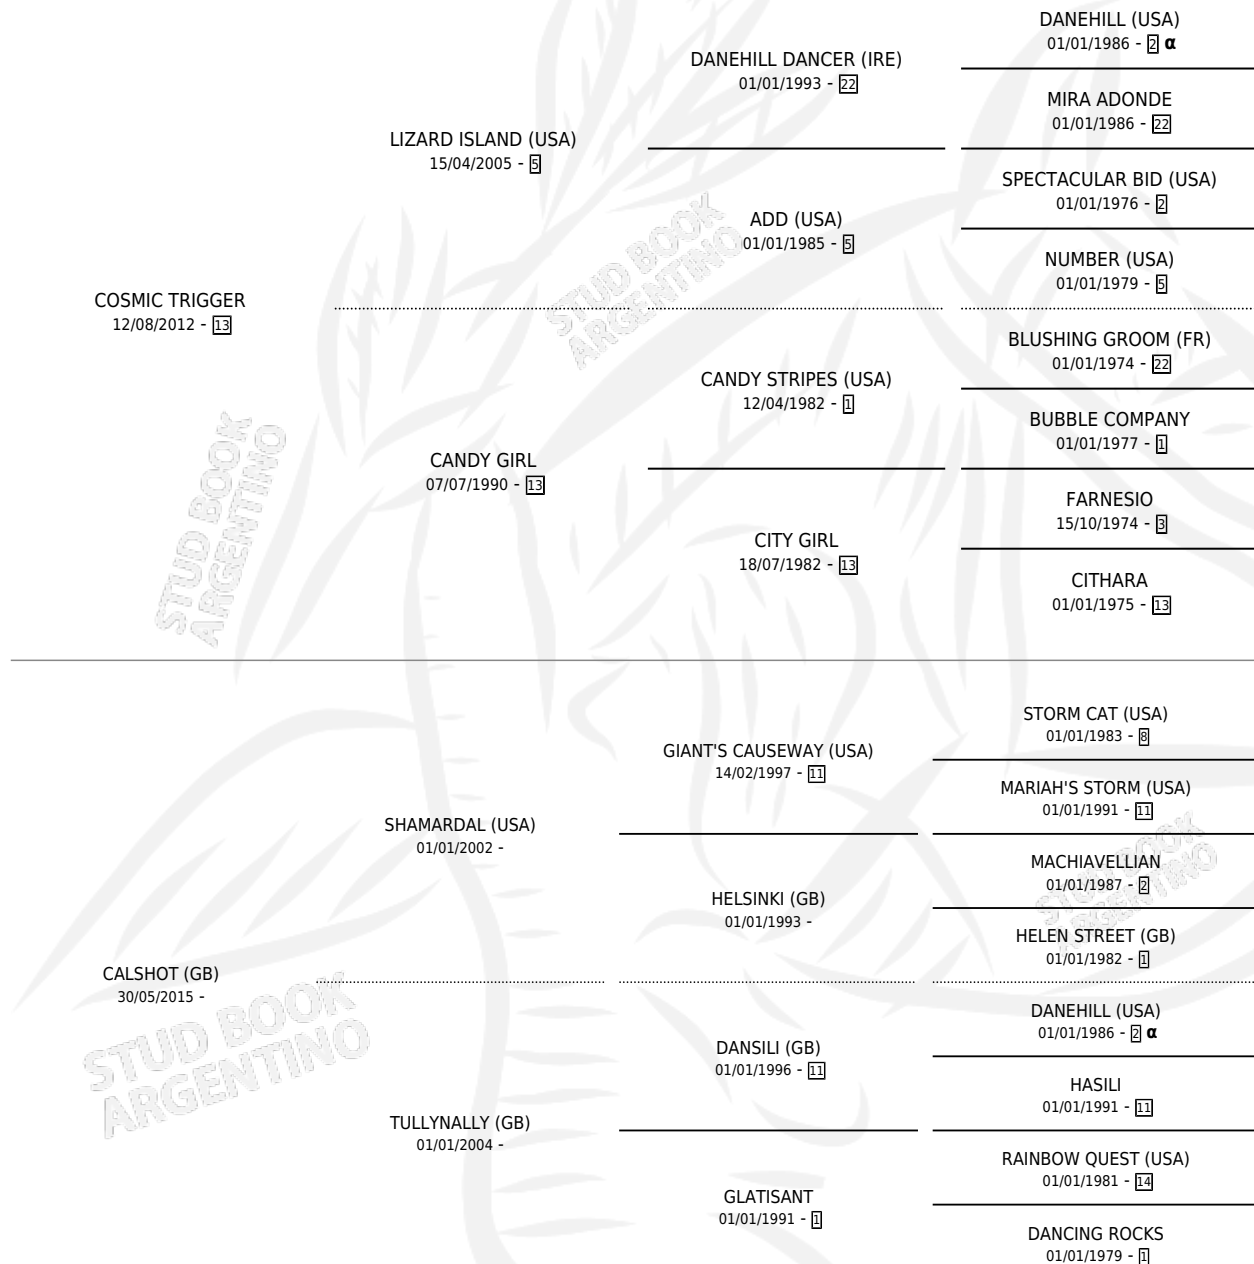 DANEHILL (USA)
01/01/1986 - 2 α
DANEHILL DANCER (IRE)
01/01/1993 - 22
MIRA ADONDE
01/01/1986 - 22
LIZARD ISLAND (USA)
15/04/2005 - 5
SPECTACULAR BID (USA)
01/01/1976 - 2
ADD (USA)
01/01/1985 - 5
NUMBER (USA)
01/01/1979 - 5
COSMIC TRIGGER
12/08/2012 - 13
BLUSHING GROOM (FR)
01/01/1974 - 22
CANDY STRIPES (USA)
12/04/1982 - 1
BUBBLE COMPANY
01/01/1977 - 1
CANDY GIRL
07/07/1990 - 13
FARNESIO
15/10/1974 - 3
CITY GIRL
18/07/1982 - 13
CITHARA
01/01/1975 - 13
STORM CAT (USA)
01/01/1983 - 8
GIANT'S CAUSEWAY (USA)
14/02/1997 - 11
MARIAH'S STORM (USA)
01/01/1991 - 11
SHAMARDAL (USA)
01/01/2002 -
MACHIAVELLIAN
01/01/1987 - 2
HELSINKI (GB)
01/01/1993 -
HELEN STREET (GB)
01/01/1982 - 1
CALSHOT (GB)
30/05/2015 -
DANEHILL (USA)
01/01/1986 - 2 α
DANSILI (GB)
01/01/1996 - 11
HASILI
01/01/1991 - 11
TULLYNALLY (GB)
01/01/2004 -
RAINBOW QUEST (USA)
01/01/1981 - 14
GLATISANT
01/01/1991 - 1
DANCING ROCKS
01/01/1979 - 1
STUD BOOK
ARGENTINO
STUD BOOK
ARGENTINO
STUD BOOK
ARGENTINO
STUD BOOK
ARGENTINO